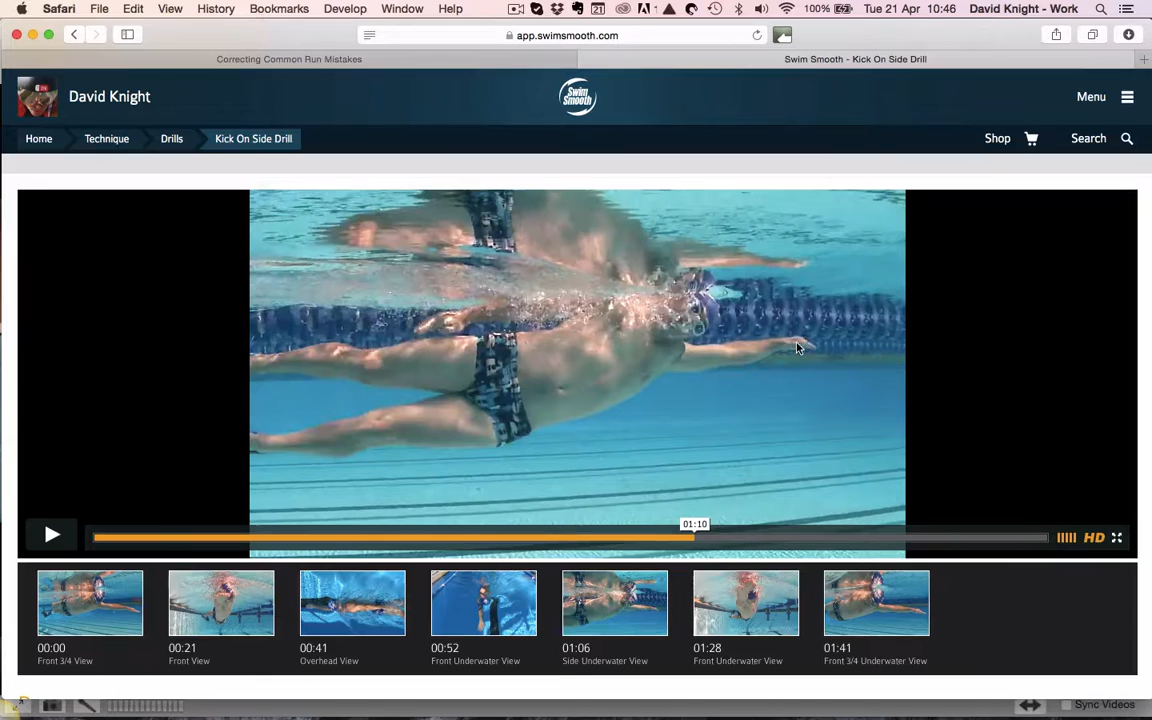 Safari File Edit View History Bookmarks Develop Window Help 21 100% Tue 21 Apr 10:46 David Knight - Work
app.swimsmooth.com
Correcting Common Run Mistakes Swim Smooth - Kick On Side Drill
David Knight Swim Smooth Menu
Home Technique Drills Kick On Side Drill Shop Search
01:10
HD
00:00 00:21 00:41 00:52 01:06 01:28 01:41
Front 3/4 View Front View Overhead View Front Underwater View Side Underwater View Front Underwater View Front 3/4 Underwater View
Sync Videos